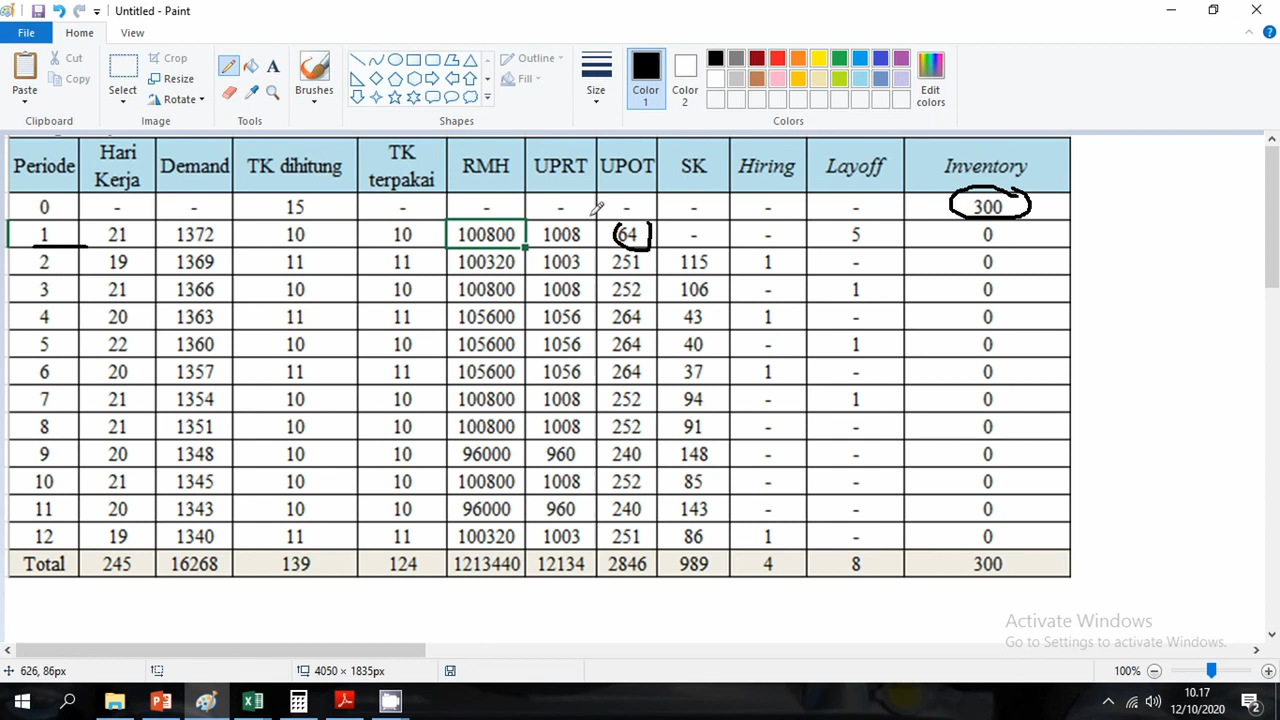 Untitled - Paint
File Home View
Paste
Cut
Copy
Clipboard
Select
Crop
Resize
Rotate
Image
Tools
Brushes
Shapes
Outline
Fill
Size
Color 1
Color 2
Edit colors
Colors
Periode Hari Kerja Demand TK dihitung TK terpakai RMH UPRT UPOT SK Hiring Layoff Inventory
0 - - 15 - - - - - - - 300
1 21 1372 10 10 100800 1008 64 - - 5 0
2 19 1369 11 11 100320 1003 251 115 1 - 0
3 21 1366 10 10 100800 1008 252 106 - 1 0
4 20 1363 11 11 105600 1056 264 43 1 - 0
5 22 1360 10 10 105600 1056 264 40 - 1 0
6 20 1357 11 11 105600 1056 264 37 1 - 0
7 21 1354 10 10 100800 1008 252 94 - 1 0
8 21 1351 10 10 100800 1008 252 91 - - 0
9 20 1348 10 10 96000 960 240 148 - - 0
10 21 1345 10 10 100800 1008 252 85 - - 0
11 20 1343 10 10 96000 960 240 143 - - 0
12 19 1340 11 11 100320 1003 251 86 1 - 0
Total 245 16268 139 124 1213440 12134 2846 989 4 8 300
Activate Windows
Go to Settings to activate Windows.
626, 86px
4050 × 1835px
100%
10.17
12/10/2020
2